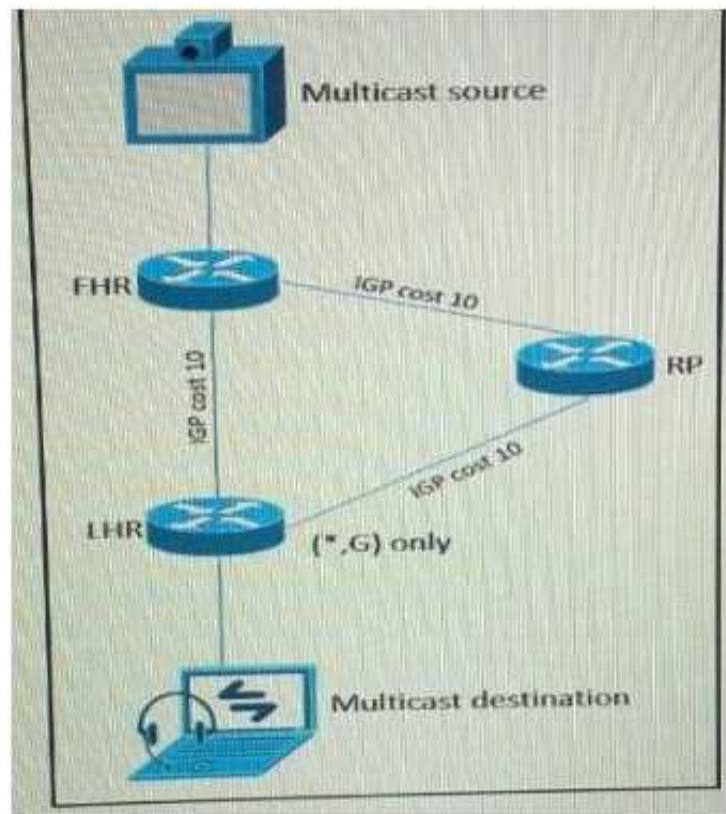 Multicast source
FHR
IGP cost 10
RP
IGP cost 10
IGP cost 10
LHR
(*,G) only
Multicast destination